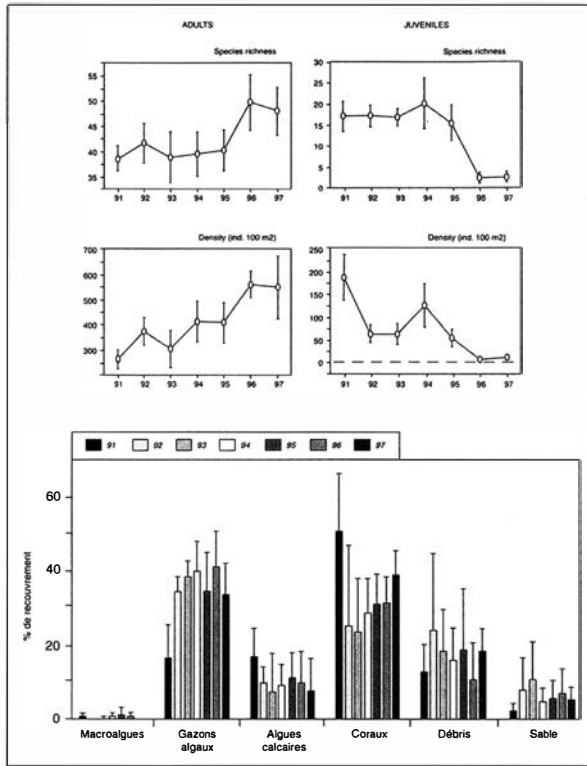 ADULTS
JUVENILES
Species richness
Species richness
55
50
45
40
35
91 92 93 94 95 96 97
30
25
20
15
10
5
0
91 92 93 94 95 96 97
Density (ind. 100 m2)
Density (ind. 100 m2)
700
600
500
400
300
91 92 93 94 95 96 97
250
200
150
100
50
0
91 92 93 94 95 96 97
91 92 93 94 95 96 97
% de recouvrement
60
40
20
0
Macroalgues
Gazons
algaux
Algues
calcaires
Coraux
Débris
Sable